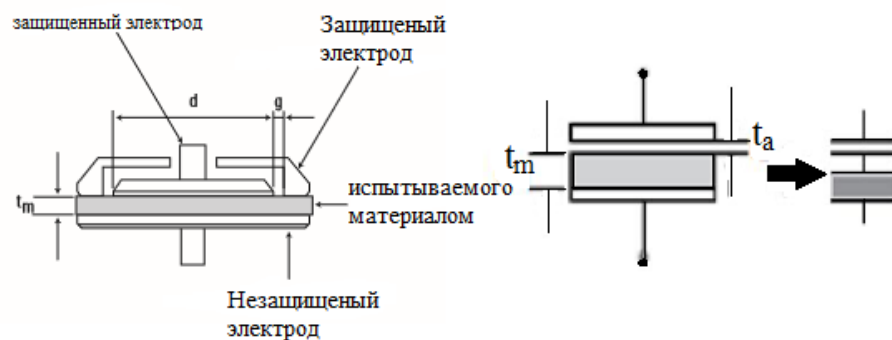 защищенный электрод
Защищеный
электрод
d
g
t_m
испытываемого
материалом
Незащищеный
электрод
t_m
t_a